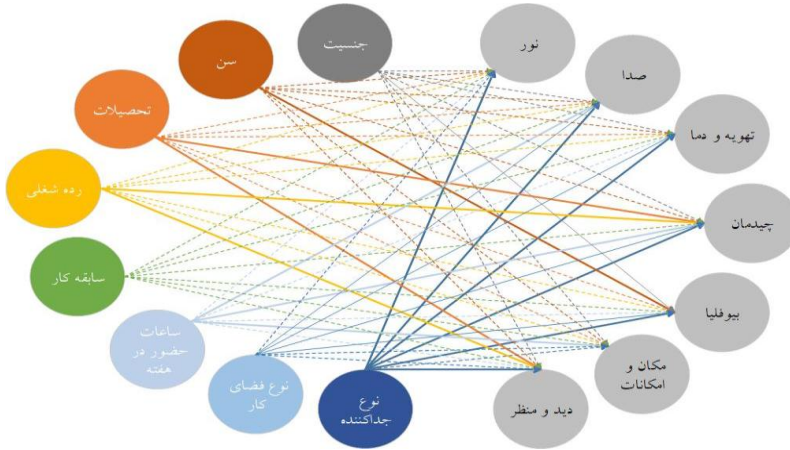 جنسیت
سن
تحصیلات
رده شغلی
سابقه کار
ساعات
حضور در
هفته
نوع فضای
کار
نوع
جداکننده
نور
صدا
تهویه و دما
چیدمان
بیوفلیا
مکان و
امکانات
دید و منظر